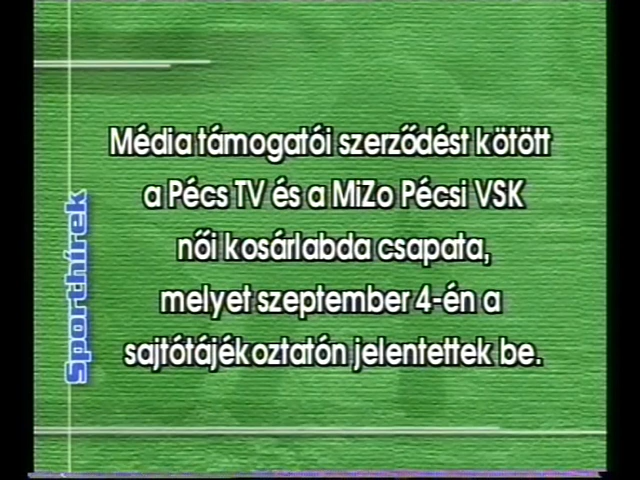 Média támogatói szerződést kötött
a Pécs TV és a MiZo Pécsi VSK
női kosárlabda csapata,
melyet szeptember 4-én a
sajtótájékoztatón jelentettek be.
Sporthírek